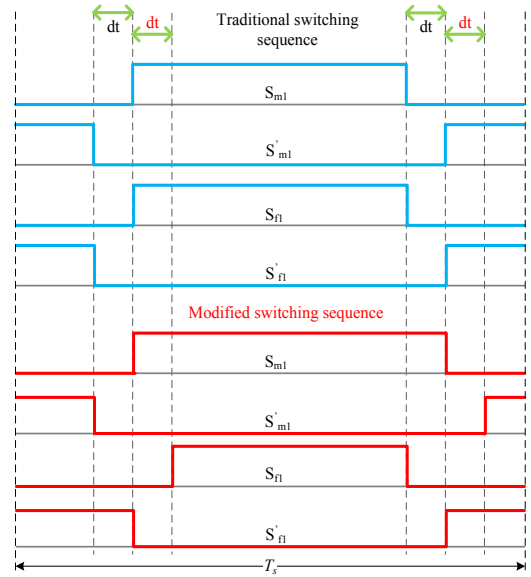 Traditional switching
sequence
dt
dt
dt
dt
Sm1
S'm1
Sf1
S'f1
Modified switching sequence
Sm1
S'm1
Sf1
S'f1
Ts